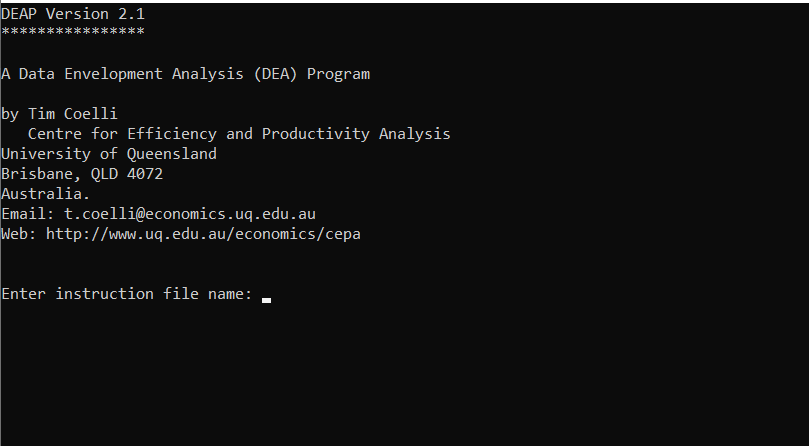 DEAP Version 2.1
****************
A Data Envelopment Analysis (DEA) Program
by Tim Coelli
Centre for Efficiency and Productivity Analysis
University of Queensland
Brisbane, QLD 4072
Australia.
Email: t.coelli@economics.uq.edu.au
Web: http://www.uq.edu.au/economics/cepa
Enter instruction file name: